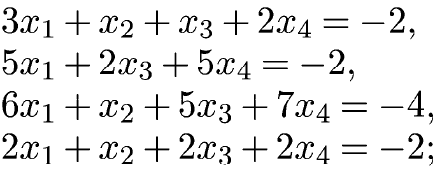 3x₁ + x₂ + x₃ + 2x₄ = −2,
5x₁ + 2x₃ + 5x₄ = −2,
6x₁ + x₂ + 5x₃ + 7x₄ = −4,
2x₁ + x₂ + 2x₃ + 2x₄ = −2;